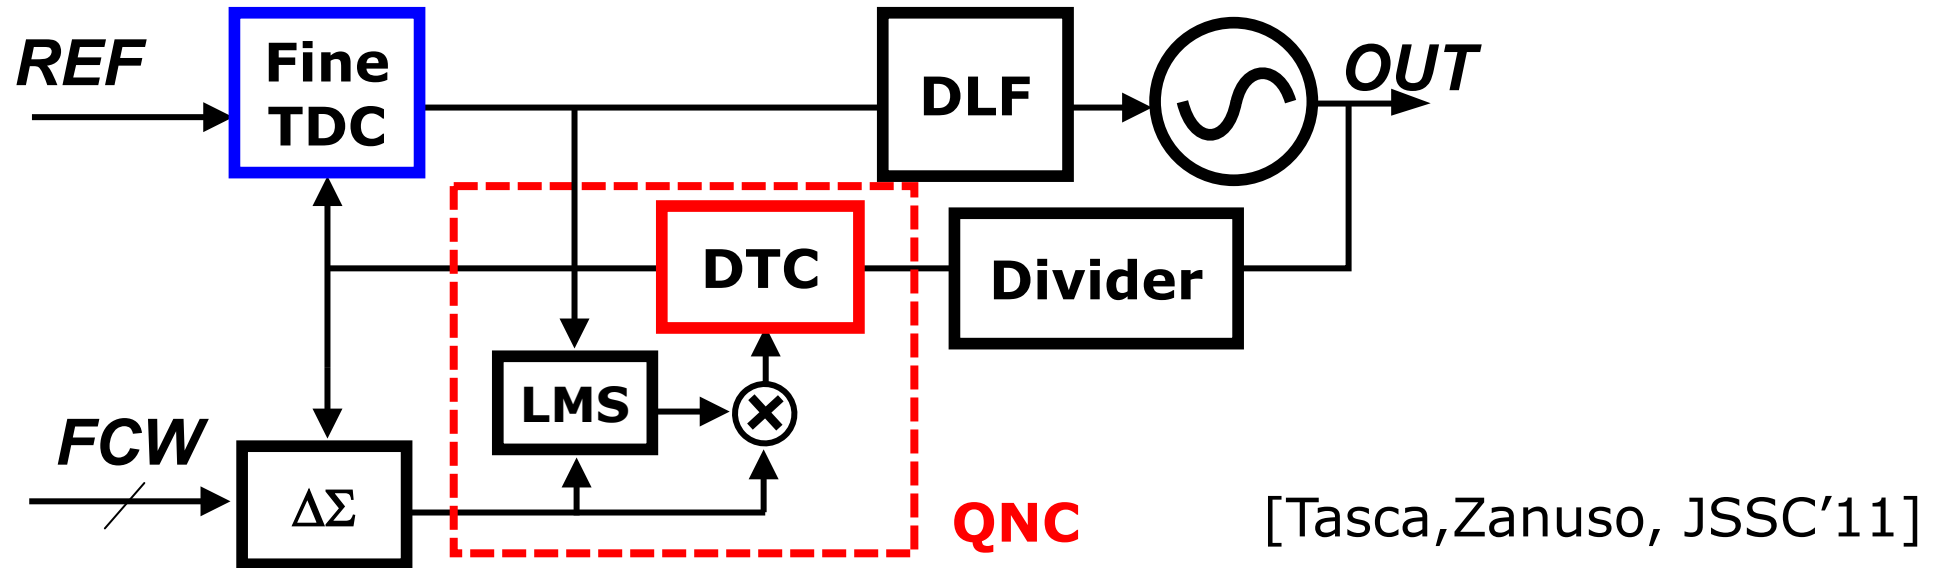 REF
Fine
TDC
DLF
OUT
DTC
Divider
LMS
FCW
ΔΣ
QNC
[Tasca,Zanuso, JSSC’11]